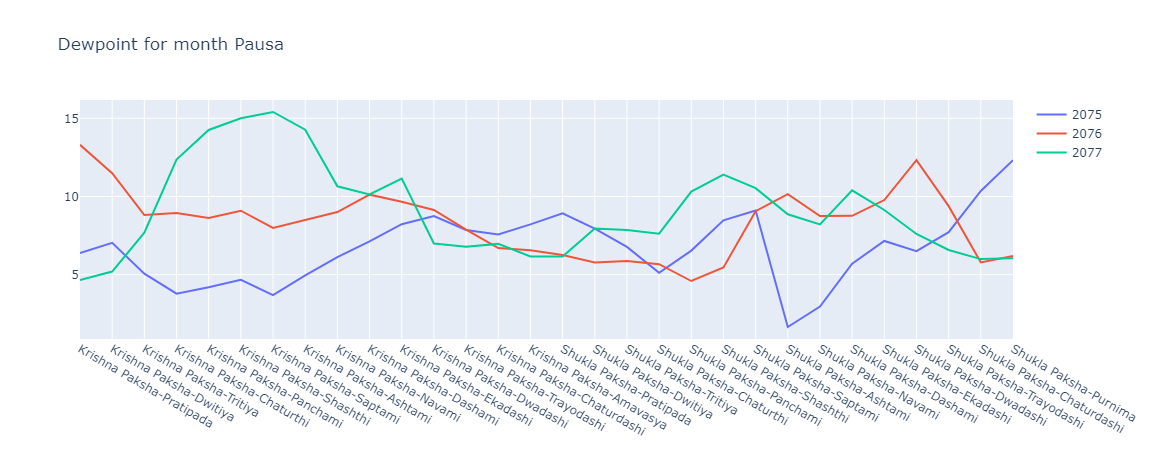 Dewpoint for month Pausa
15
10
5
2075
2076
2077
Krishna Paksha-Pratipada
Krishna Paksha-Dwitiya
Krishna Paksha-Tritiya
Krishna Paksha-Chaturthi
Krishna Paksha-Panchami
Krishna Paksha-Shashthi
Krishna Paksha-Saptami
Krishna Paksha-Ashtami
Krishna Paksha-Navami
Krishna Paksha-Dashami
Krishna Paksha-Ekadashi
Krishna Paksha-Dwadashi
Krishna Paksha-Trayodashi
Krishna Paksha-Chaturdashi
Krishna Paksha-Amavasya
Shukla Paksha-Pratipada
Shukla Paksha-Dwitiya
Shukla Paksha-Tritiya
Shukla Paksha-Chaturthi
Shukla Paksha-Panchami
Shukla Paksha-Shashthi
Shukla Paksha-Saptami
Shukla Paksha-Ashtami
Shukla Paksha-Navami
Shukla Paksha-Dashami
Shukla Paksha-Ekadashi
Shukla Paksha-Dwadashi
Shukla Paksha-Trayodashi
Shukla Paksha-Chaturdashi
Shukla Paksha-Purnima